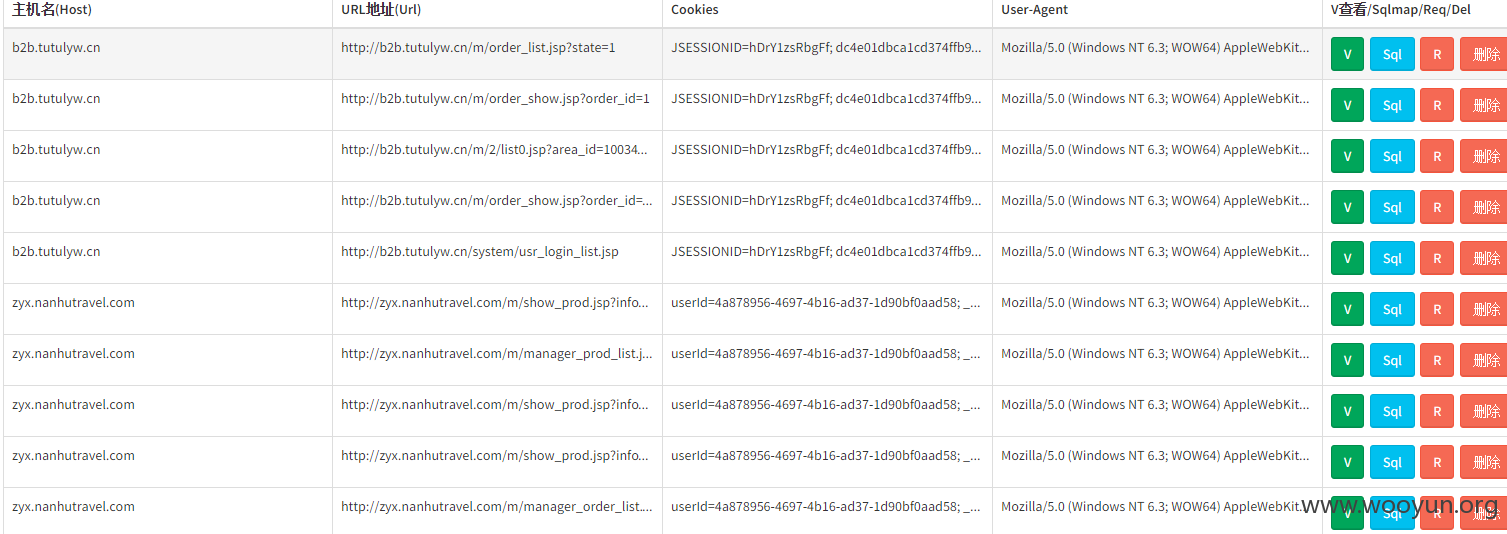 主机名(Host) URL地址(Url) Cookies User-Agent V查看/Sqlmap/Req/Del
b2b.tutulyw.cn http://b2b.tutulyw.cn/m/order_list.jsp?state=1 JSESSIONID=hDrY1zsRbgFf; dc4e01dbca1cd374ffb9... Mozilla/5.0 (Windows NT 6.3; WOW64) AppleWebKit... V Sql R 删除
b2b.tutulyw.cn http://b2b.tutulyw.cn/m/order_show.jsp?order_id=1 JSESSIONID=hDrY1zsRbgFf; dc4e01dbca1cd374ffb9... Mozilla/5.0 (Windows NT 6.3; WOW64) AppleWebKit... V Sql R 删除
b2b.tutulyw.cn http://b2b.tutulyw.cn/m/2/list0.jsp?area_id=10034... JSESSIONID=hDrY1zsRbgFf; dc4e01dbca1cd374ffb9... Mozilla/5.0 (Windows NT 6.3; WOW64) AppleWebKit... V Sql R 删除
b2b.tutulyw.cn http://b2b.tutulyw.cn/m/order_show.jsp?order_id=... JSESSIONID=hDrY1zsRbgFf; dc4e01dbca1cd374ffb9... Mozilla/5.0 (Windows NT 6.3; WOW64) AppleWebKit... V Sql R 删除
b2b.tutulyw.cn http://b2b.tutulyw.cn/system/usr_login_list.jsp JSESSIONID=hDrY1zsRbgFf; dc4e01dbca1cd374ffb9... Mozilla/5.0 (Windows NT 6.3; WOW64) AppleWebKit... V Sql R 删除
zyx.nanhutravel.com http://zyx.nanhutravel.com/m/show_prod.jsp?info... userId=4a878956-4697-4b16-ad37-1d90bf0aad58; _... Mozilla/5.0 (Windows NT 6.3; WOW64) AppleWebKit... V Sql R 删除
zyx.nanhutravel.com http://zyx.nanhutravel.com/m/manager_prod_list.j... userId=4a878956-4697-4b16-ad37-1d90bf0aad58; _... Mozilla/5.0 (Windows NT 6.3; WOW64) AppleWebKit... V Sql R 删除
zyx.nanhutravel.com http://zyx.nanhutravel.com/m/show_prod.jsp?info... userId=4a878956-4697-4b16-ad37-1d90bf0aad58; _... Mozilla/5.0 (Windows NT 6.3; WOW64) AppleWebKit... V Sql R 删除
zyx.nanhutravel.com http://zyx.nanhutravel.com/m/show_prod.jsp?info... userId=4a878956-4697-4b16-ad37-1d90bf0aad58; _... Mozilla/5.0 (Windows NT 6.3; WOW64) AppleWebKit... V Sql R 删除
zyx.nanhutravel.com http://zyx.nanhutravel.com/m/manager_order_list.... userId=4a878956-4697-4b16-ad37-1d90bf0aad58; _... Mozilla/5.0 (Windows NT 6.3; WOW64) AppleWebKit... V Sql R 删除
www.wooyun.org